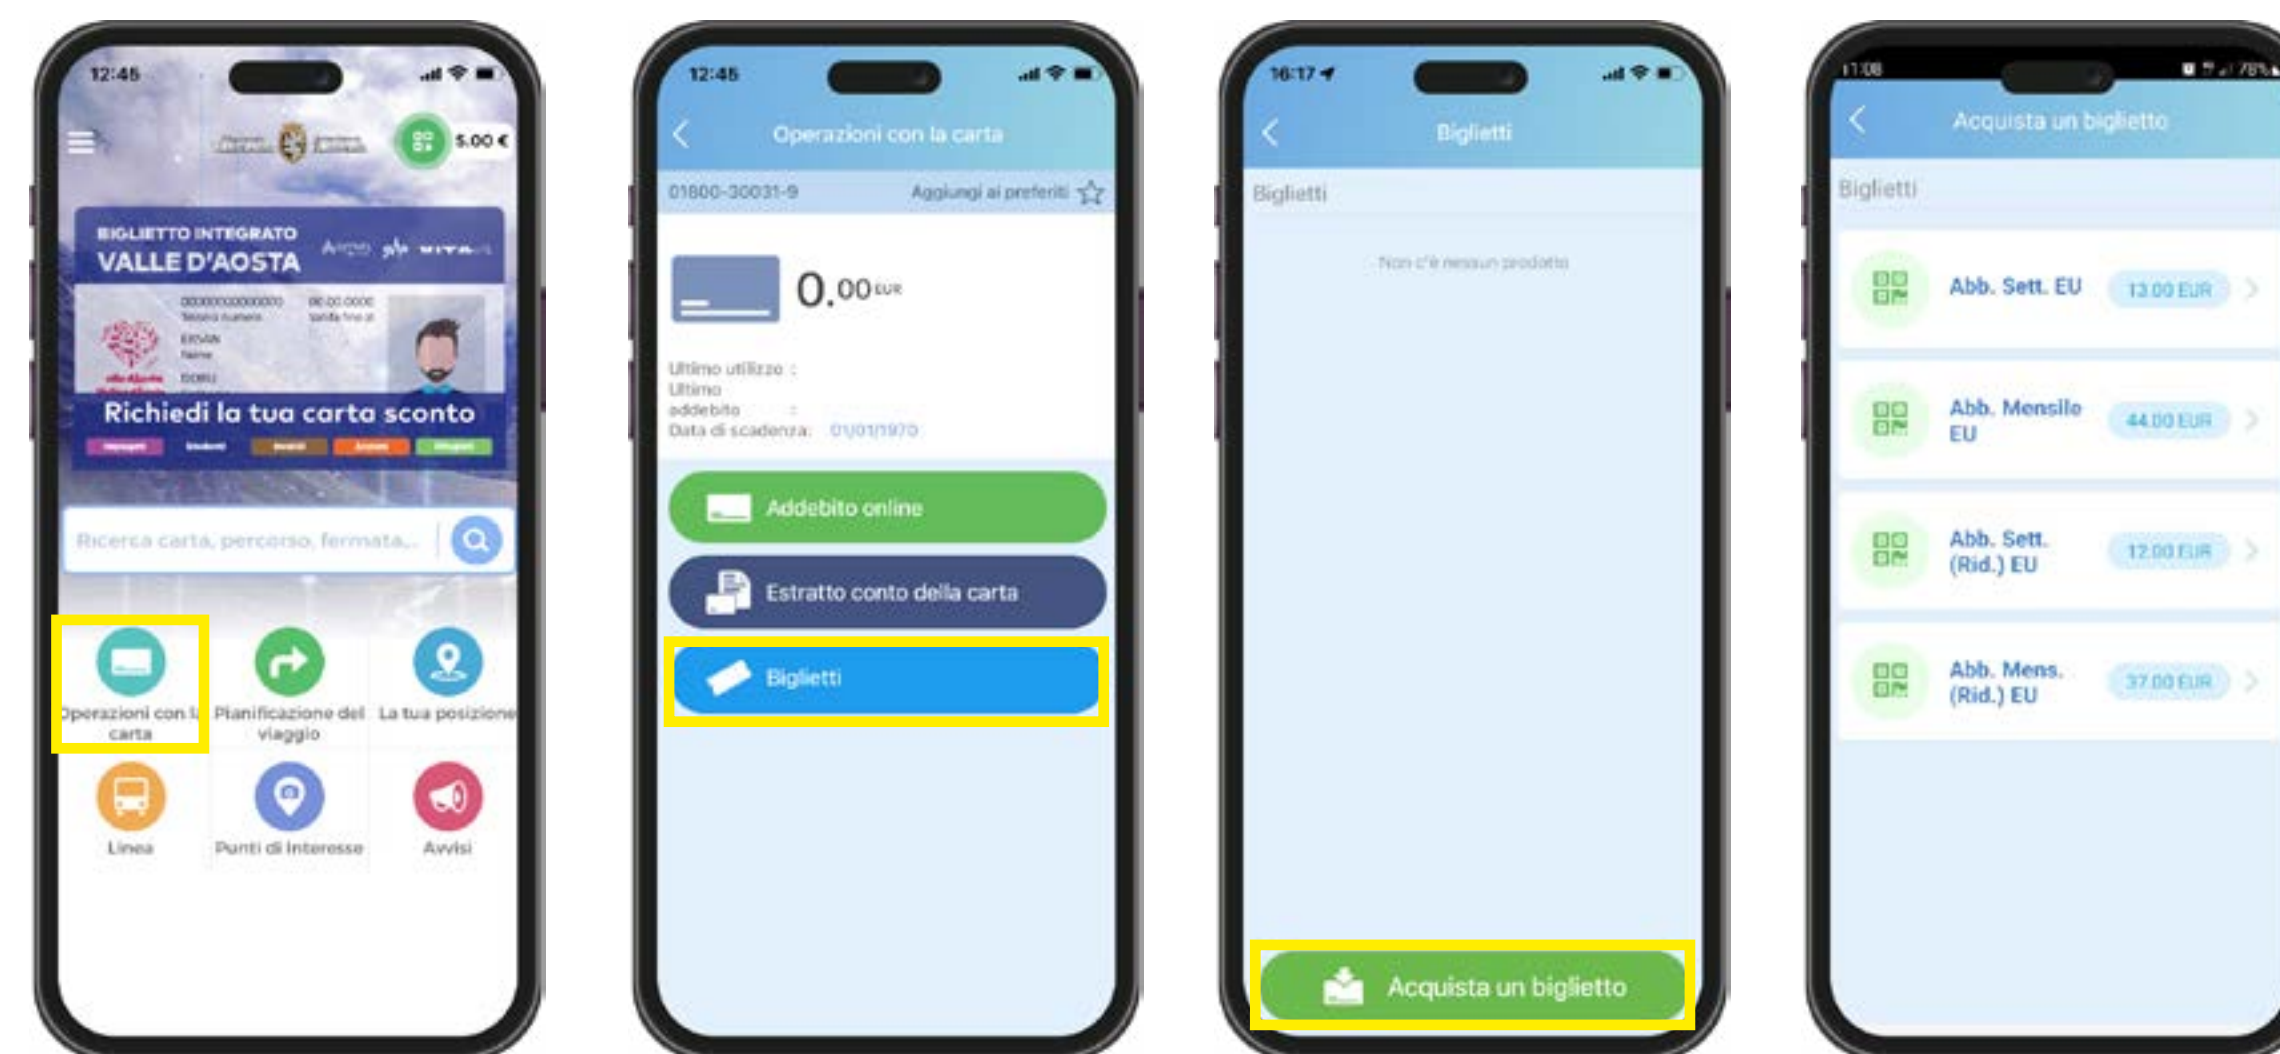 12:45
5.00 €
BIGLIETTO INTEGRATO
VALLE D'AOSTA
Richiedi la tua carta sconto
Ricerca carta, percorso, fermata,...
Operazioni con la
carta
Pianificazione del
viaggio
La tua posizione
Linea
Punti di Interesse
Avvisi
12:45
Operazioni con la carta
01800-30031-9
Aggiungi ai preferiti
0.00 EUR
Ultimo utilizzo :
Ultimo
addebito :
Data di scadenza: 01/01/1970
Addebito online
Estratto conto della carta
Biglietti
16:17
Biglietti
Biglietti
Non c'è nessun prodotto
Acquista un biglietto
11:08
78%
Acquista un biglietto
Biglietti
Abb. Sett. EU
13.00 EUR
Abb. Mensile
EU
44.00 EUR
Abb. Sett.
(Rid.) EU
12.00 EUR
Abb. Mens.
(Rid.) EU
37.00 EUR